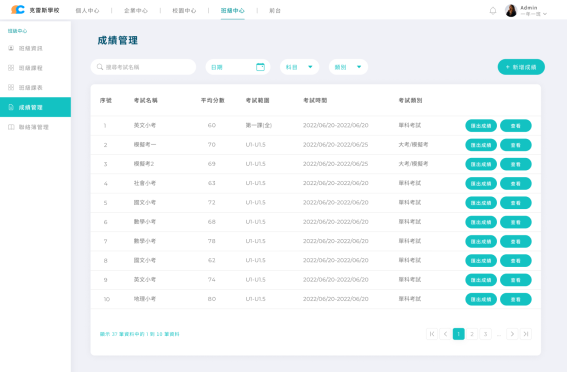 克雷斯學校 個人中心 企業中心 校園中心 班級中心 前台 Admin
一年一班
班級中心
班級資訊
班級課程
班級課表
成績管理
聯絡簿管理
成績管理
搜尋考試名稱 日期 科目 類別 + 新增成績
序號 考試名稱 平均分數 考試範圍 考試時間 考試類別
1 英文小考 60 第一課(全) 2022/06/20-2022/06/20 單科考試 匯出成績 查看
2 模擬考一 70 U1-U1.5 2022/06/20-2022/06/25 大考/模擬考 匯出成績 查看
3 模擬考2 69 U1-U1.5 2022/06/20-2022/06/25 大考/模擬考 匯出成績 查看
4 社會小考 63 U1-U1.5 2022/06/20-2022/06/20 單科考試 匯出成績 查看
5 國文小考 72 U1-U1.5 2022/06/20-2022/06/20 單科考試 匯出成績 查看
6 數學小考 68 U1-U1.5 2022/06/20-2022/06/20 單科考試 匯出成績 查看
7 數學小考 78 U1-U1.5 2022/06/20-2022/06/20 單科考試 匯出成績 查看
8 國文小考 62 U1-U1.5 2022/06/20-2022/06/20 單科考試 匯出成績 查看
9 英文小考 74 U1-U1.5 2022/06/20-2022/06/20 單科考試 匯出成績 查看
10 地理小考 80 U1-U1.5 2022/06/20-2022/06/20 單科考試 匯出成績 查看
顯示 31 筆資料中的 1 到 10 筆資料 1 2 3 ...